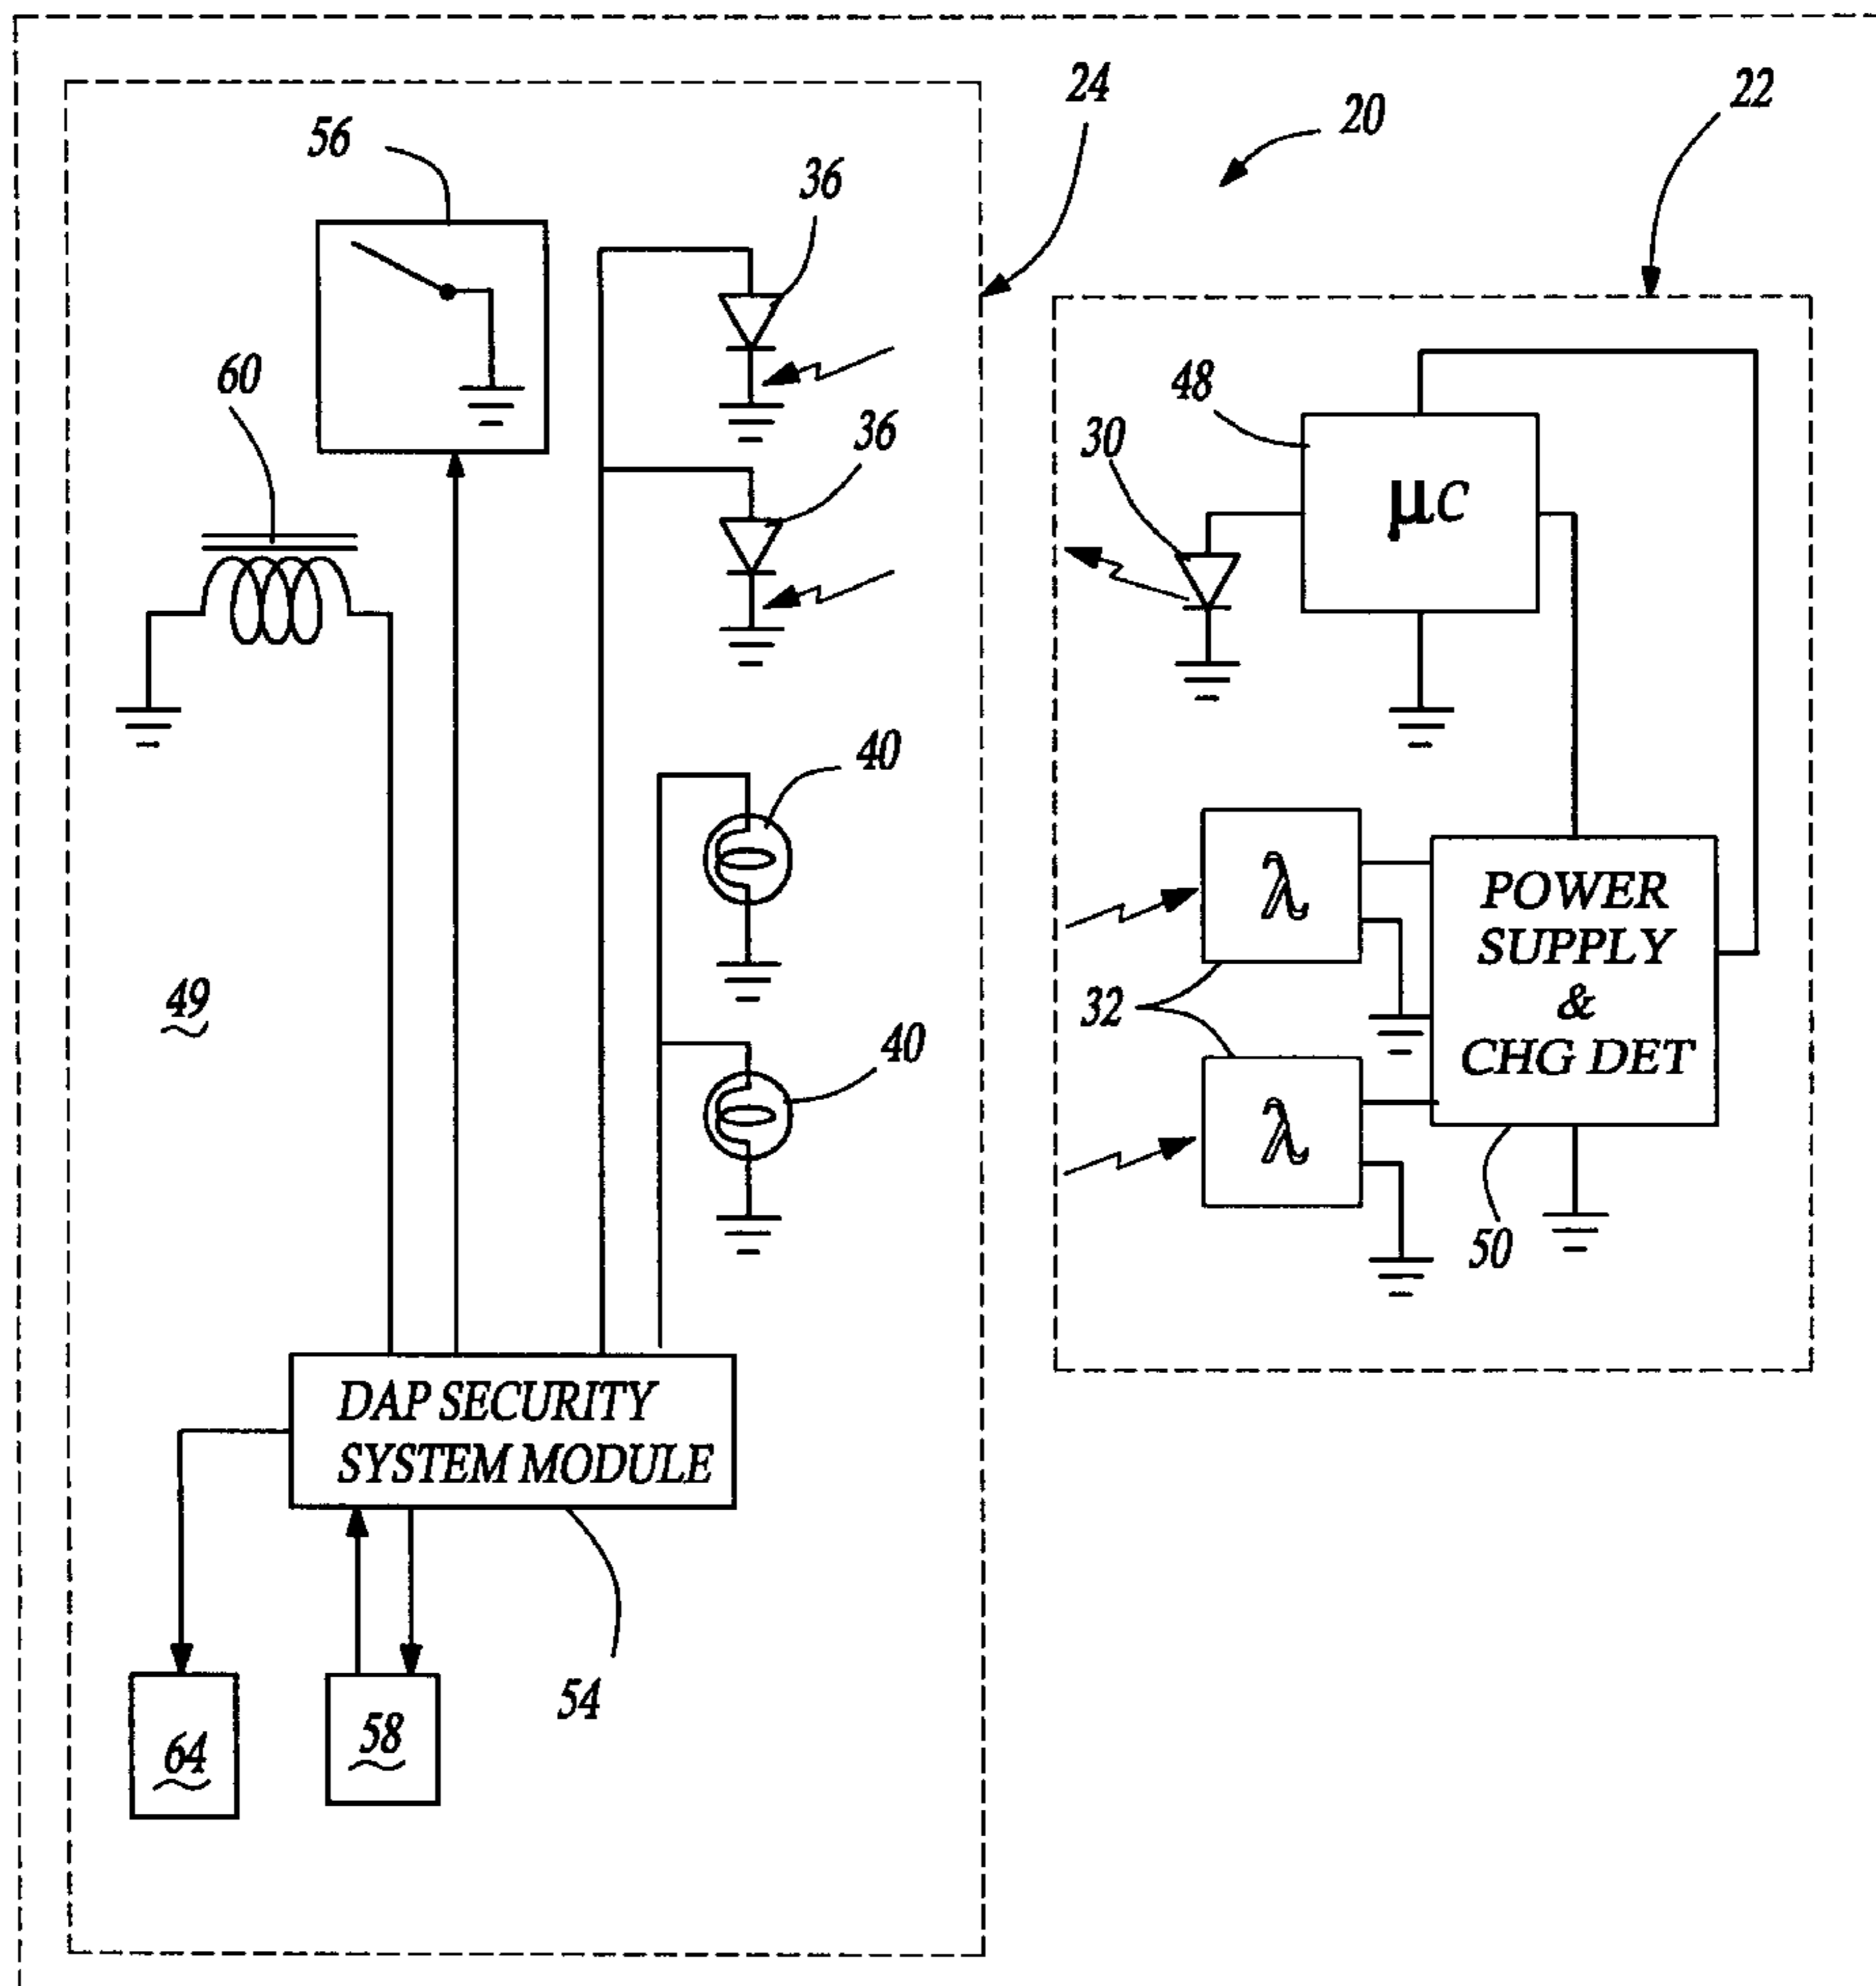 24
20
22
56
36
60
48
36
30
μC
40
POWER
SUPPLY
&
CHG DET
49
32
40
λ
λ
50
DAP SECURITY
SYSTEM MODULE
54
64
58